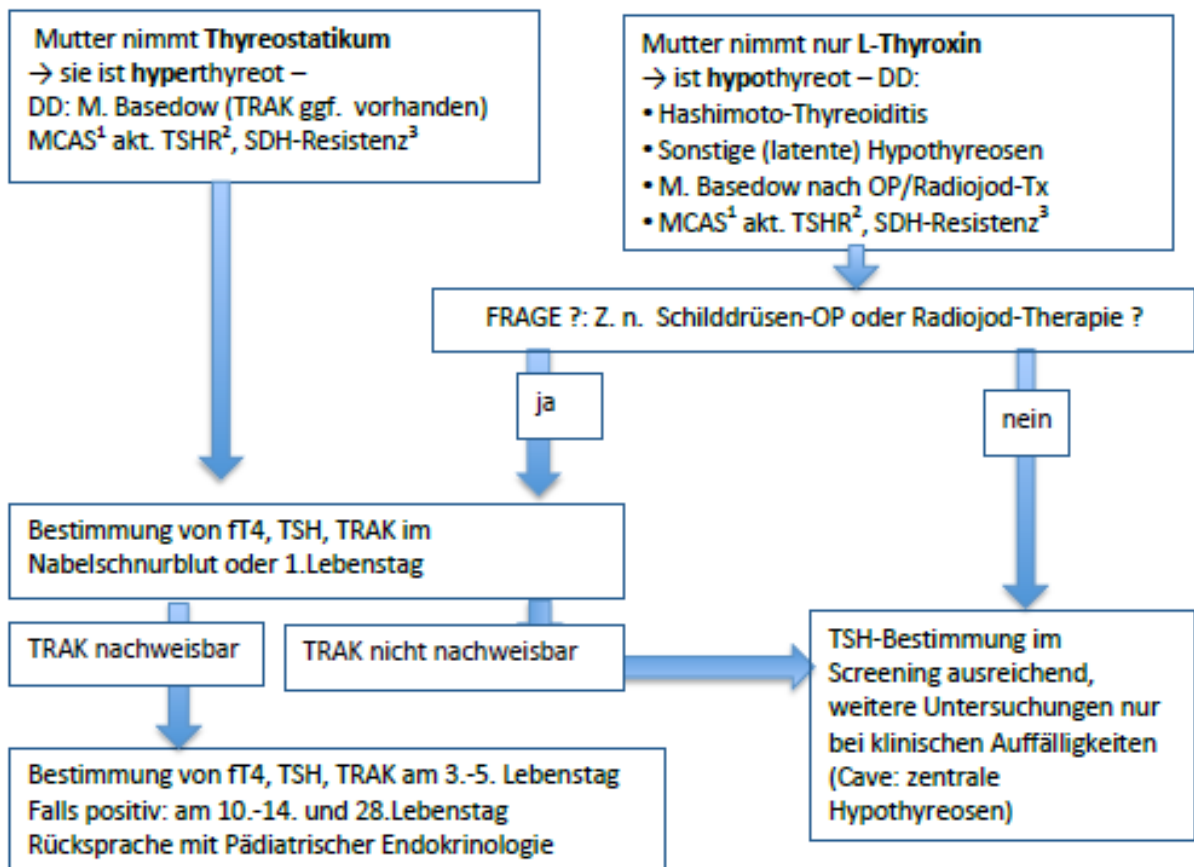 Mutter nimmt Thyreostatikum
→ sie ist hyperthyreot –
DD: M. Basedow (TRAK ggf. vorhanden)
MCAS¹ akt. TSHR², SDH-Resistenz³
Mutter nimmt nur L-Thyroxin
→ ist hypothyreot – DD:
• Hashimoto-Thyreoiditis
• Sonstige (latente) Hypothyreosen
• M. Basedow nach OP/Radiojod-Tx
• MCAS¹ akt. TSHR², SDH-Resistenz³
FRAGE ?: Z. n. Schilddrüsen-OP oder Radiojod-Therapie ?
ja
nein
Bestimmung von fT4, TSH, TRAK im
Nabelschnurblut oder 1.Lebenstag
TRAK nachweisbar
TRAK nicht nachweisbar
TSH-Bestimmung im
Screening ausreichend,
weitere Untersuchungen nur
bei klinischen Auffälligkeiten
(Cave: zentrale
Hypothyreosen)
Bestimmung von fT4, TSH, TRAK am 3.-5. Lebenstag
Falls positiv: am 10.-14. und 28.Lebenstag
Rücksprache mit Pädiatrischer Endokrinologie